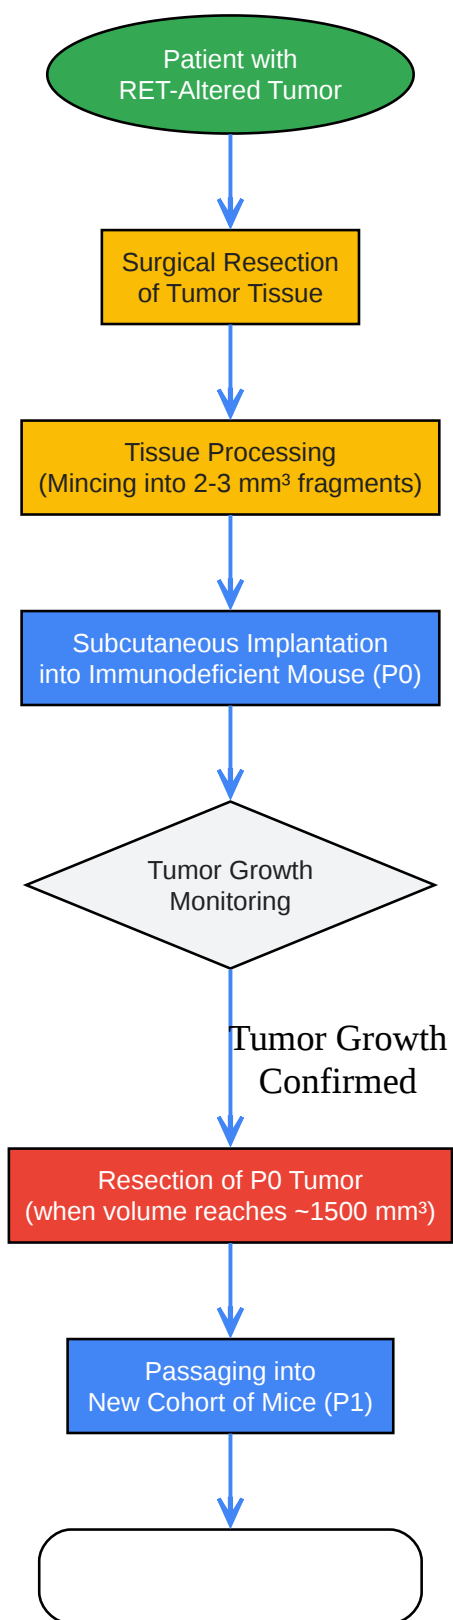 Patient with
RET-Altered Tumor
Surgical Resection
of Tumor Tissue
Tissue Processing
(Mincing into 2-3 mm³ fragments)
Subcutaneous Implantation
into Immunodeficient Mouse (P0)
Tumor Growth
Monitoring
Tumor Growth
Confirmed
Resection of P0 Tumor
(when volume reaches ~1500 mm³)
Passaging into
New Cohort of Mice (P1)